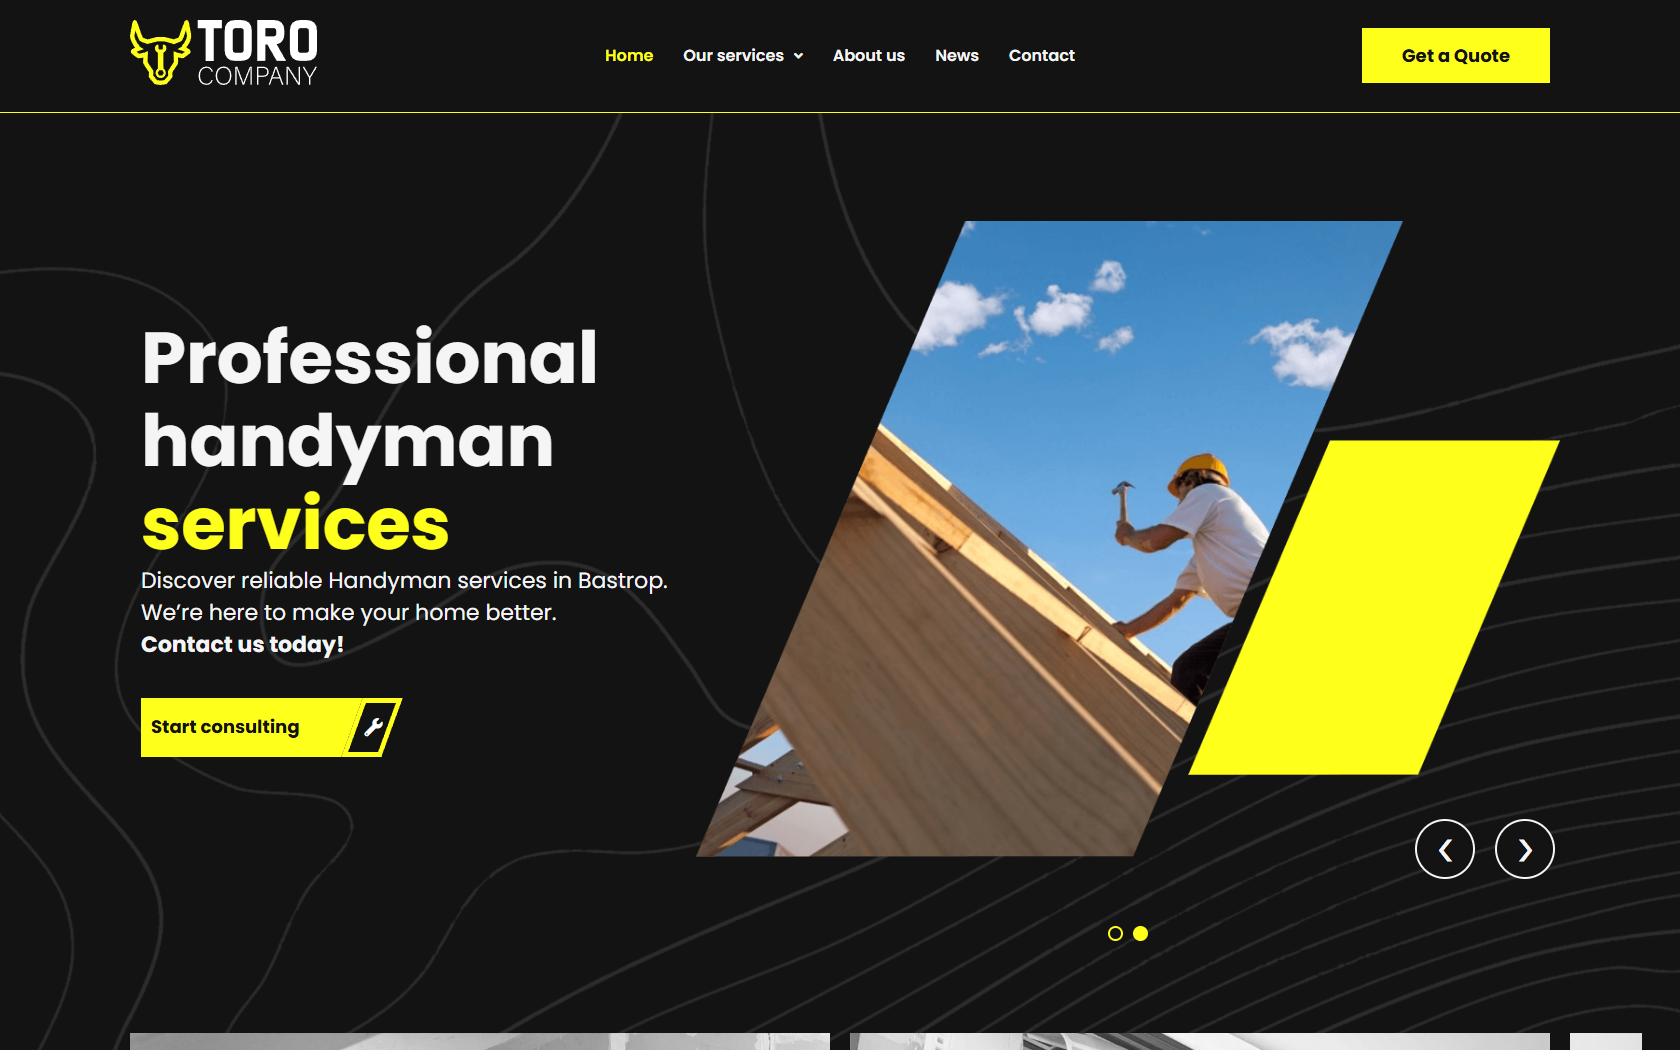 TORO
COMPANY
Home
Our services
About us
News
Contact
Get a Quote
Professional
handyman
services
Discover reliable Handyman services in Bastrop.
We’re here to make your home better.
Contact us today!
Start consulting